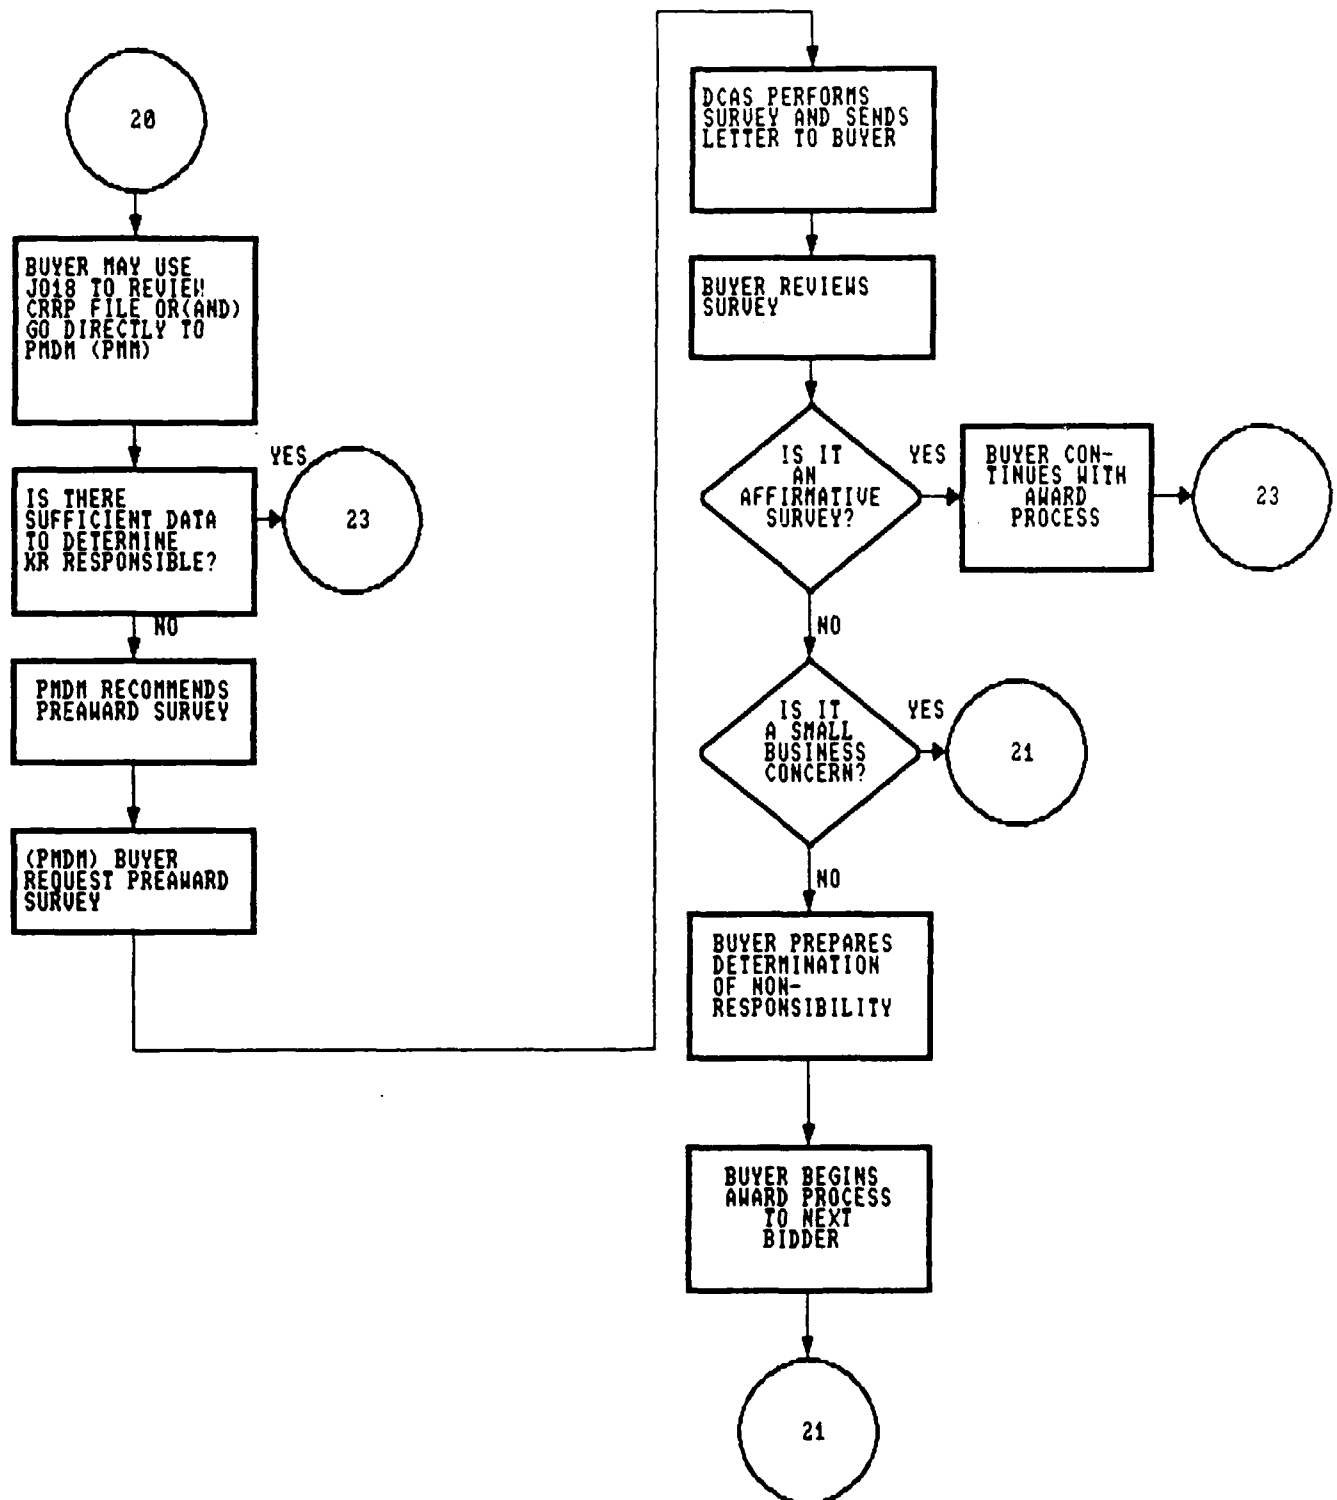 20
BUYER MAY USE
J018 TO REVIEW
CRRP FILE OR(AND)
GO DIRECTLY TO
PMDM (PMM)
YES
IS THERE
SUFFICIENT DATA
TO DETERMINE
KR RESPONSIBLE?
23
NO
PMDM RECOMMENDS
PREAWARD SURVEY
(PMDM) BUYER
REQUEST PREAWARD
SURVEY
DCAS PERFORMS
SURVEY AND SENDS
LETTER TO BUYER
BUYER REVIEWS
SURVEY
IS IT
AN
AFFIRMATIVE
SURVEY?
YES
BUYER CON-
TINUES WITH
AWARD
PROCESS
23
NO
IS IT
A SMALL
BUSINESS
CONCERN?
YES
21
NO
BUYER PREPARES
DETERMINATION
OF NON-
RESPONSIBILITY
BUYER BEGINS
AWARD PROCESS
TO NEXT
BIDDER
21